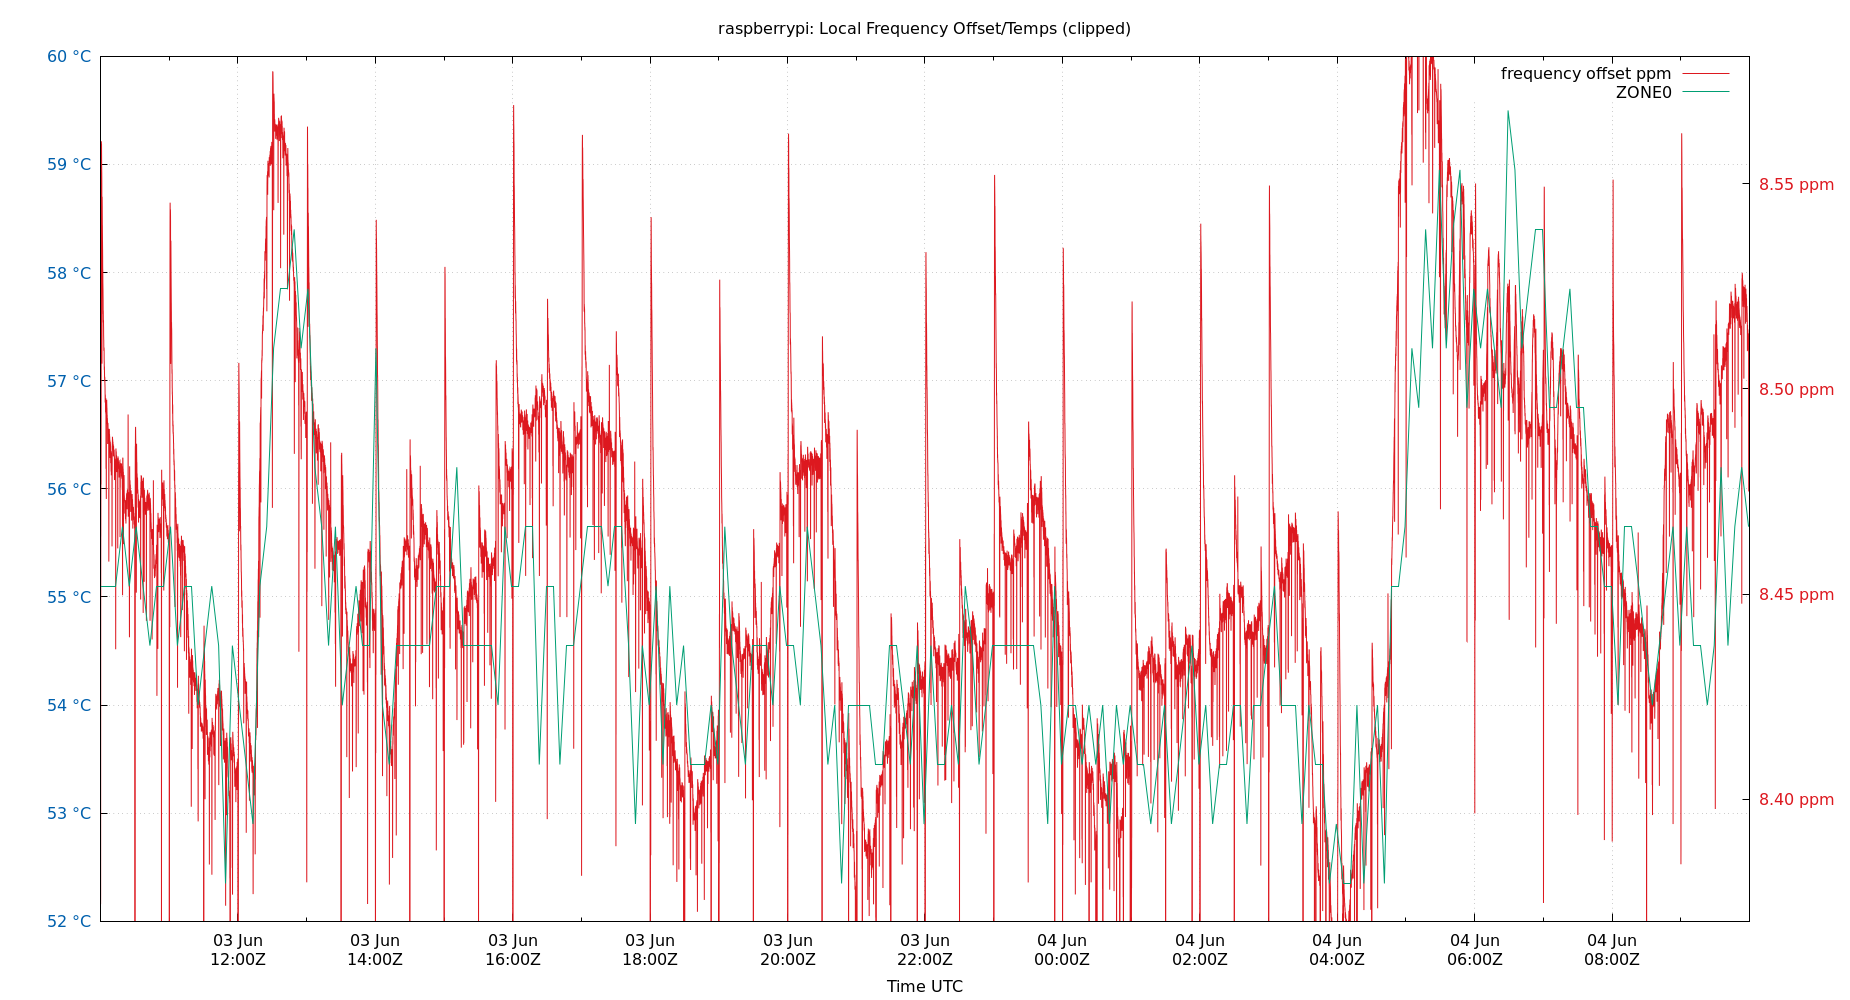 raspberrypi: Local Frequency Offset/Temps (clipped)
60 °C
59 °C
58 °C
57 °C
56 °C
55 °C
54 °C
53 °C
52 °C
frequency offset ppm
ZONE0
8.55 ppm
8.50 ppm
8.45 ppm
8.40 ppm
03 Jun
12:00Z
03 Jun
14:00Z
03 Jun
16:00Z
03 Jun
18:00Z
03 Jun
20:00Z
03 Jun
22:00Z
04 Jun
00:00Z
04 Jun
02:00Z
04 Jun
04:00Z
04 Jun
06:00Z
04 Jun
08:00Z
Time UTC